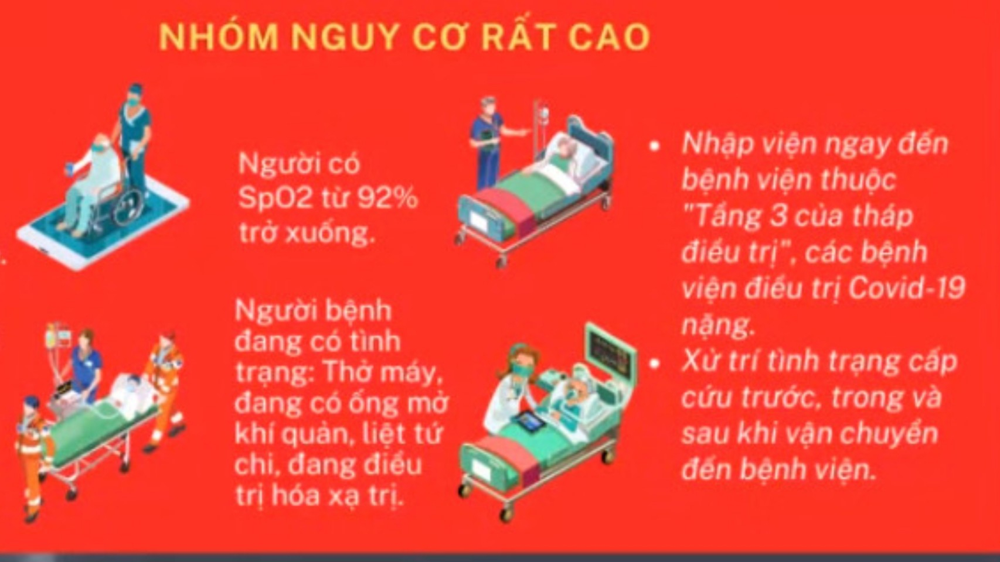 NHÓM NGUY CƠ RẤT CAO
Người có
SpO2 từ 92%
trở xuống.
Người bệnh
đang có tình
trạng: Thở máy,
đang có ống mở
khí quản, liệt tứ
chi, đang điều
trị hóa xạ trị.
• Nhập viện ngay đến
bệnh viện thuộc
"Tầng 3 của tháp
điều trị", các bệnh
viện điều trị Covid-19
nặng.
• Xử trí tình trạng cấp
cứu trước, trong và
sau khi vận chuyển
đến bệnh viện.